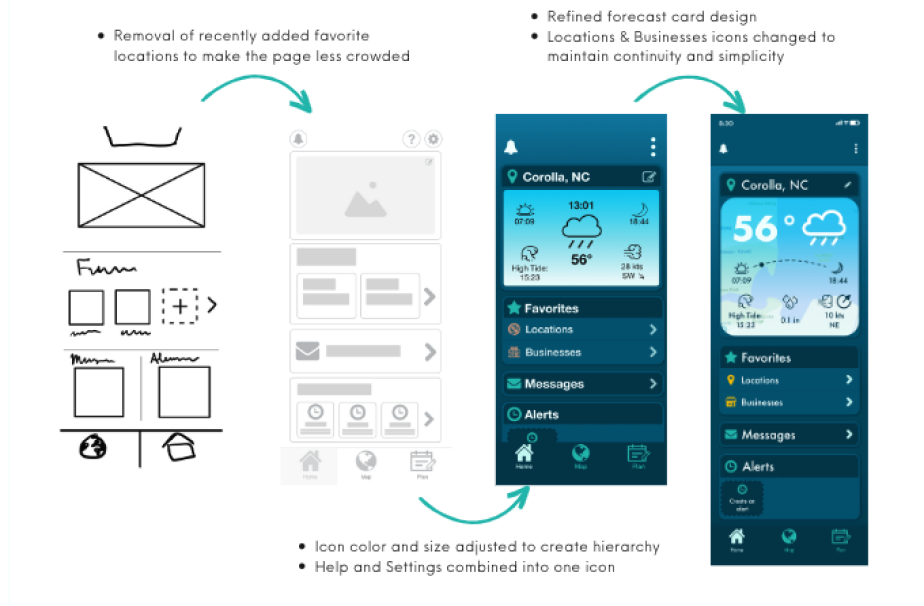 • Removal of recently added favorite
locations to make the page less crowded
• Refined forecast card design
• Locations & Businesses icons changed to
maintain continuity and simplicity
?
Home
Map
Plan
Corolla, NC
13:01
07:09
18:44
56°
High Tide:
15:23
28 kts
SW ↘
Favorites
Locations
Businesses
Messages
Alerts
Home
Map
Plan
6:30
Corolla, NC
56°
07:09
18:44
High Tide
15:23
0.1 in
10 kts
NE
Favorites
Locations
Businesses
Messages
Alerts
Create an
alert
Home
Map
Plan
• Icon color and size adjusted to create hierarchy
• Help and Settings combined into one icon